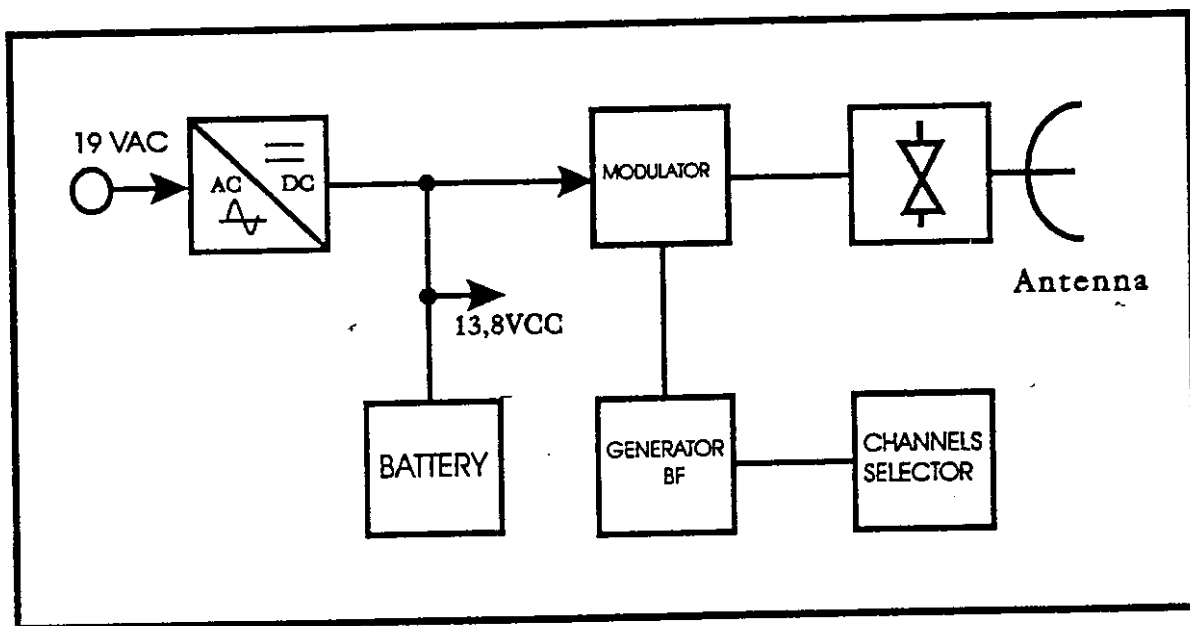 19 VAC
AC DC
MODULATOR
Antenna
13,8VCC
BATTERY
GENERATOR
BF
CHANNELS
SELECTOR